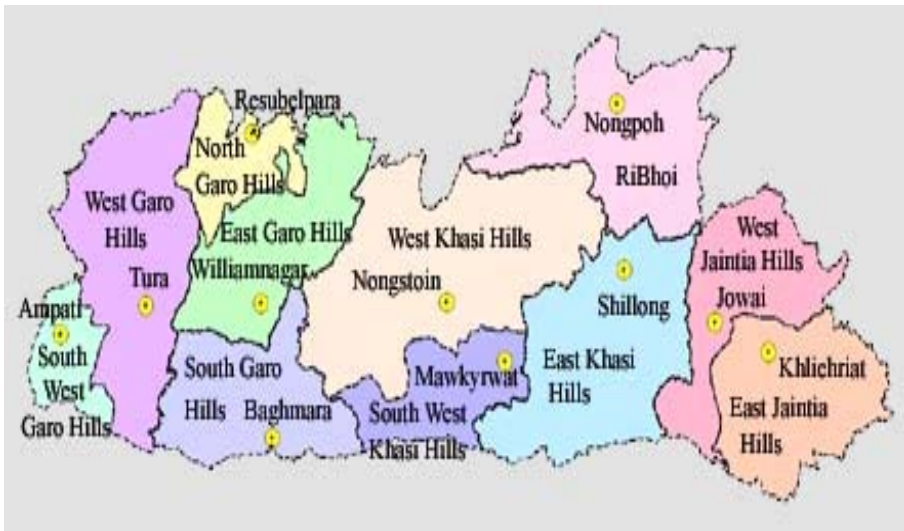 Resubelpara
North
Garo Hills
West Garo
Hills
Tura
East Garo Hills
Williamnagar
Ampati
South
West
Garo Hills
South Garo
Hills
Baghmara
West Khasi Hills
Nongstoin
Mawkyrwat
South West
Khasi Hills
Nongpoh
RiBhoi
Shillong
East Khasi
Hills
West
Jaintia Hills
Jowai
Khliehriat
East Jaintia
Hills